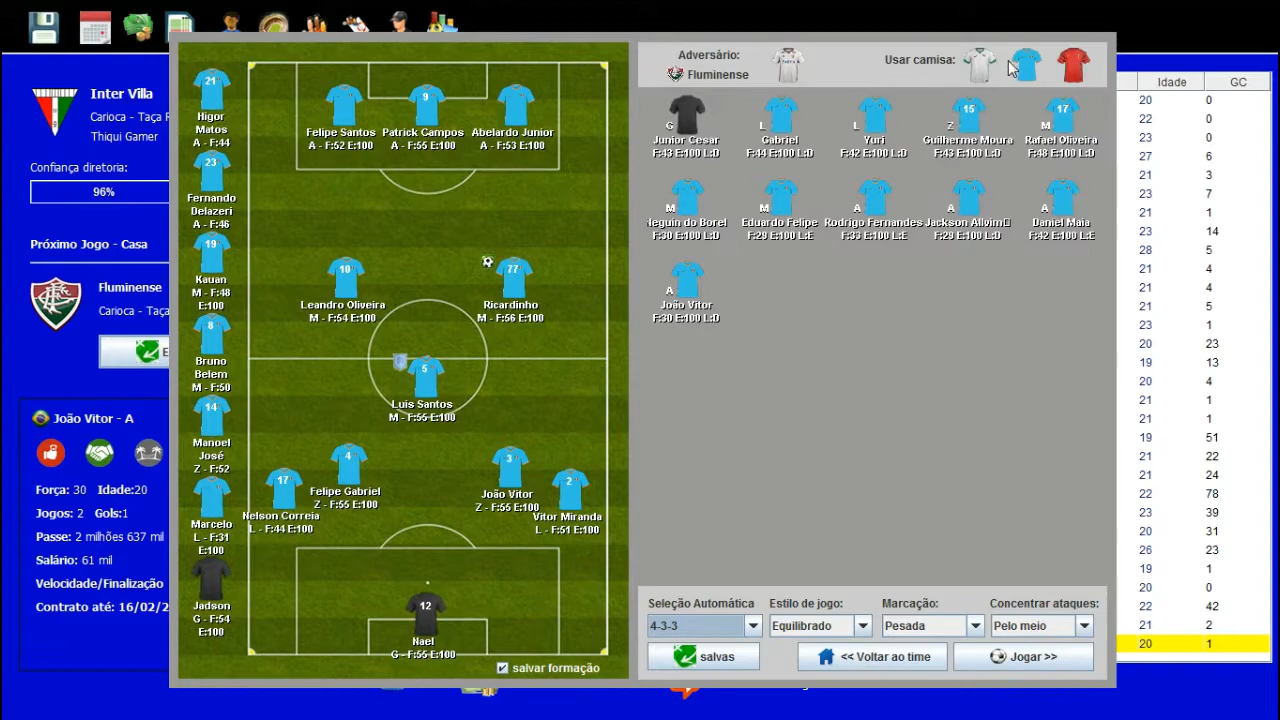 Inter Villa
Carioca - Taça R
Thiqui Gamer
Confiança diretoria:
96%
Próximo Jogo - Casa
Fluminense
Carioca - Taça
João Vitor - A
Força: 30 Idade:20
Jogos: 2 Gols:1
Passe: 2 milhões 637 mil
Salário: 61 mil
Velocidade/Finalização
Contrato até: 16/02/2
21
Higor
Matos
A - F:44
23
Fernando
Delazeri
A - F:46
19
Kauan
M - F:48
E:100
8
Bruno
Belem
M - F:50
14
Manoel
José
Z - F:52
Marcelo
L - F:31
E:100
Jadson
G - F:54
E:100
Felipe Santos
A - F:52 E:100
9
Patrick Campos
A - F:55 E:100
Abelardo Junior
A - F:53 E:100
10
Leandro Oliveira
M - F:54 E:100
77
Ricardinho
M - F:56 E:100
5
Luis Santos
M - F:55 E:100
17
Nelson Correia
L - F:44 E:100
4
Felipe Gabriel
Z - F:55 E:100
3
João Vitor
Z - F:55 E:100
2
Vitor Miranda
L - F:51 E:100
12
Nael
G - F:55 E:100
salvar formação
Adversário:
Fluminense
Usar camisa:
G
Junior Cesar
F:43 E:100 L:D
L
Gabriel
F:44 E:100 L:D
L
Yuri
F:42 E:100 L:D
15
Z
Guilherme Moura
F:43 E:100 L:D
17
M
Rafael Oliveira
F:48 E:100 L:D
M
Neguin do Borel
F:30 E:100 L:D
M
Eduardo Felipe
F:29 E:100 L:E
A
Rodrigo Fernandes
F:33 E:100 L:E
A
Jackson Allvim
F:29 E:100 L:D
A
Daniel Maia
F:42 E:100 L:E
A
João Vitor
F:30 E:100 L:D
Seleção Automática
Estilo de jogo:
Marcação:
Concentrar ataques:
4-3-3
Equilibrado
Pesada
Pelo meio
salvas
<< Voltar ao time
Jogar >>
Idade GC
20 0
22 0
23 0
27 6
21 3
23 7
21 1
23 14
28 5
21 4
21 4
21 5
23 1
20 23
19 13
20 4
21 1
21 1
19 51
21 22
21 24
22 78
23 39
20 31
26 23
19 1
20 0
22 42
21 2
20 1